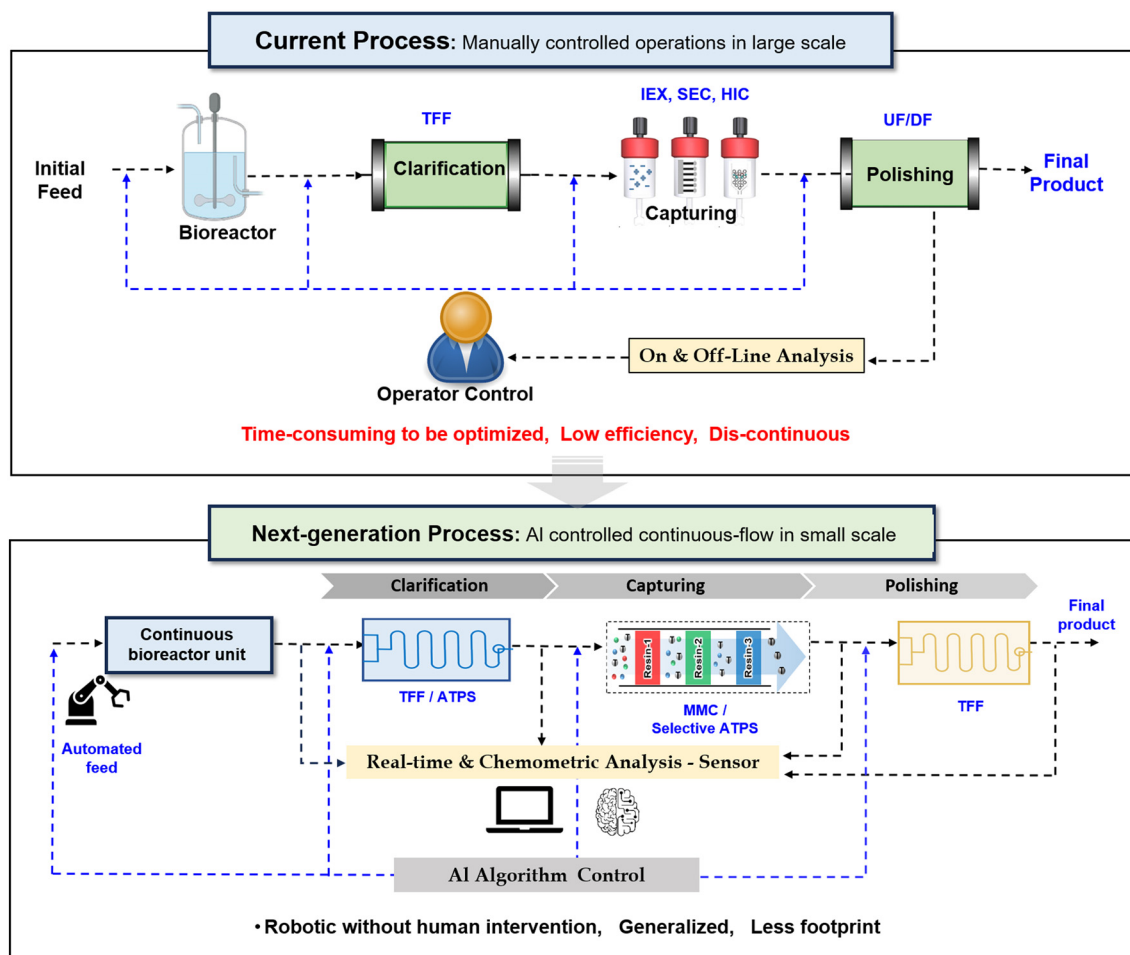 Current Process: Manually controlled operations in large scale
IEX, SEC, HIC
TFF
UF/DF
Initial
Feed
Clarification
Polishing
Final
Product
Bioreactor
Capturing
On & Off-Line Analysis
Operator Control
Time-consuming to be optimized, Low efficiency, Dis-continuous
Next-generation Process: AI controlled continuous-flow in small scale
Clarification
Capturing
Polishing
Final
product
Continuous
bioreactor unit
Resin-1
Resin-2
Resin-3
TFF / ATPS
MMC /
Selective ATPS
TFF
Automated
feed
Real-time & Chemometric Analysis - Sensor
AI Algorithm Control
• Robotic without human intervention, Generalized, Less footprint